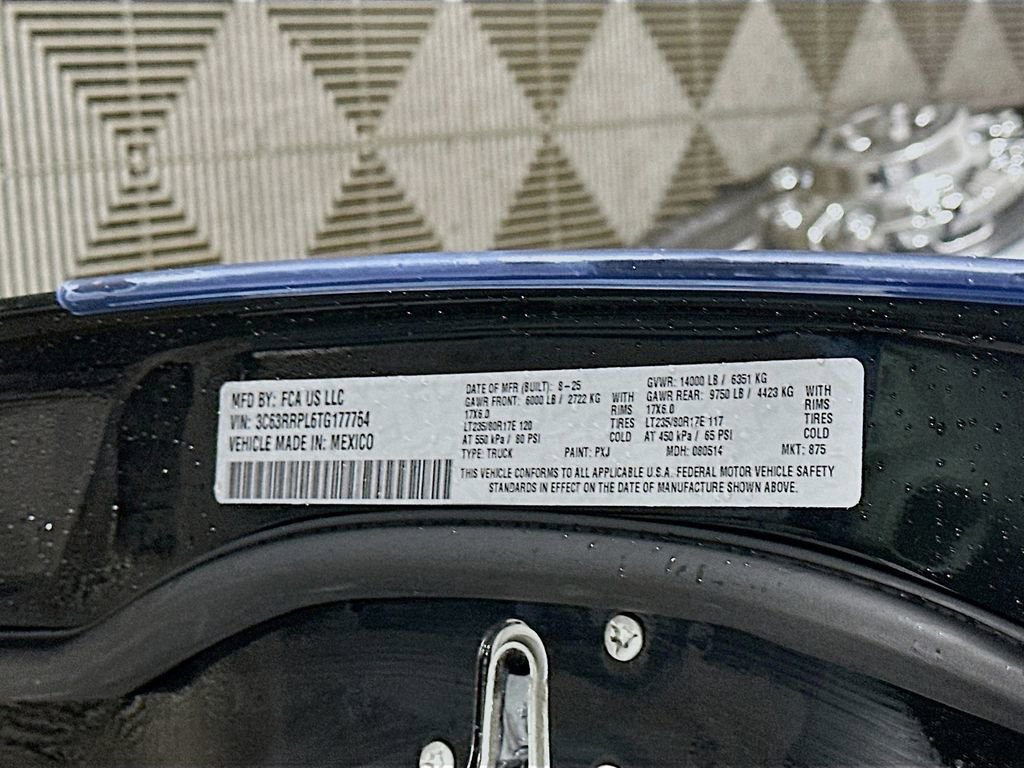 MFD BY: FCA US LLC
VIN: 3C63RRPL6TG177764
VEHICLE MADE IN: MEXICO
DATE OF MFR (BUILT): 8-25
GAWR FRONT: 6000 LB / 2722 KG
17X6.0
LT235/80R17E 120
AT 550 kPa / 80 PSI
WITH
RIMS
TIRES
COLD
TYPE: TRUCK
PAINT: PXJ
GVWR: 14000 LB / 6351 KG
GAWR REAR: 9750 LB / 4423 KG
17X6.0
LT235/80R17E 117
AT 450 kPa / 65 PSI
WITH
RIMS
TIRES
COLD
MDH: 080514
MKT: 875
THIS VEHICLE CONFORMS TO ALL APPLICABLE U.S.A. FEDERAL MOTOR VEHICLE SAFETY
STANDARDS IN EFFECT ON THE DATE OF MANUFACTURE SHOWN ABOVE.